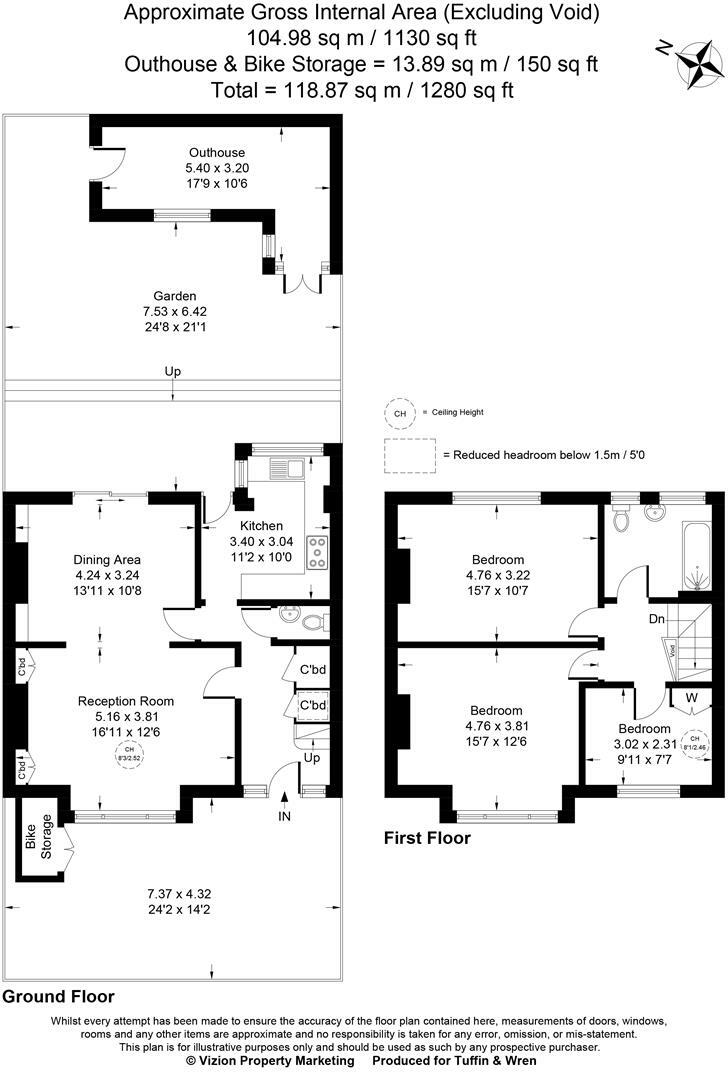 Approximate Gross Internal Area (Excluding Void)
104.98 sq m / 1130 sq ft
Outhouse & Bike Storage = 13.89 sq m / 150 sq ft
Total = 118.87 sq m / 1280 sq ft
N
Outhouse
5.40 x 3.20
17'9 x 10'6
Garden
7.53 x 6.42
24'8 x 21'1
Up
CH = Ceiling Height
= Reduced headroom below 1.5m / 5'0
Kitchen
3.40 x 3.04
11'2 x 10'0
Dining Area
4.24 x 3.24
13'11 x 10'8
C'bd
Reception Room
5.16 x 3.81
16'11 x 12'6
CH
8'3/2.52
C'bd
C'bd
C'bd
Up
IN
Bike
Storage
7.37 x 4.32
24'2 x 14'2
Ground Floor
Bedroom
4.76 x 3.22
15'7 x 10'7
Dn
Void
Bedroom
4.76 x 3.81
15'7 x 12'6
W
Bedroom
3.02 x 2.31
9'11 x 7'7
CH
8'1/2.46
First Floor
Whilst every attempt has been made to ensure the accuracy of the floor plan contained here, measurements of doors, windows,
rooms and any other items are approximate and no responsibility is taken for any error, omission, or mis-statement.
This plan is for illustrative purposes only and should be used as such by any prospective purchaser.
© Vizion Property Marketing Produced for Tuffin & Wren